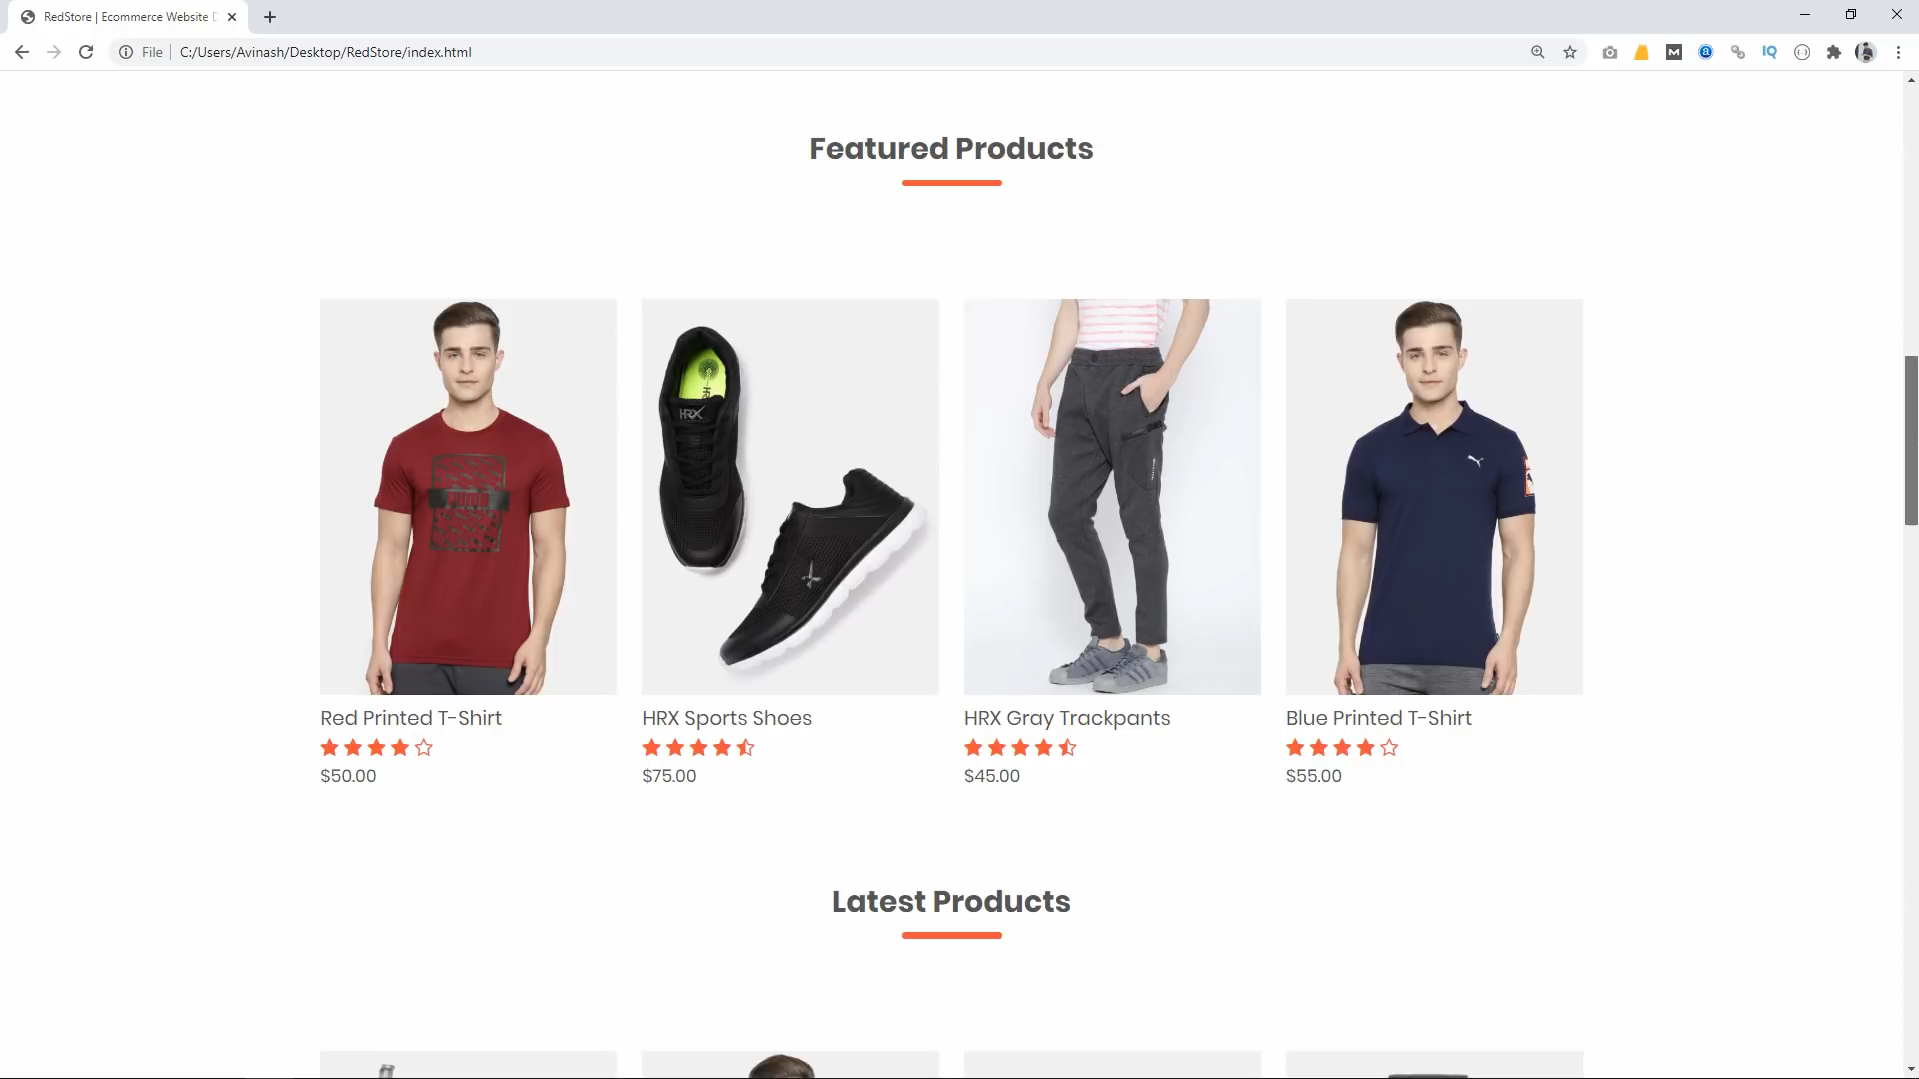 RedStore | Ecommerce Website D
File
C:/Users/Avinash/Desktop/RedStore/index.html
M
a
IQ
Featured Products
HRX
PUMA
Red Printed T-Shirt
$50.00
HRX Sports Shoes
$75.00
HRX Gray Trackpants
$45.00
Blue Printed T-Shirt
$55.00
Latest Products